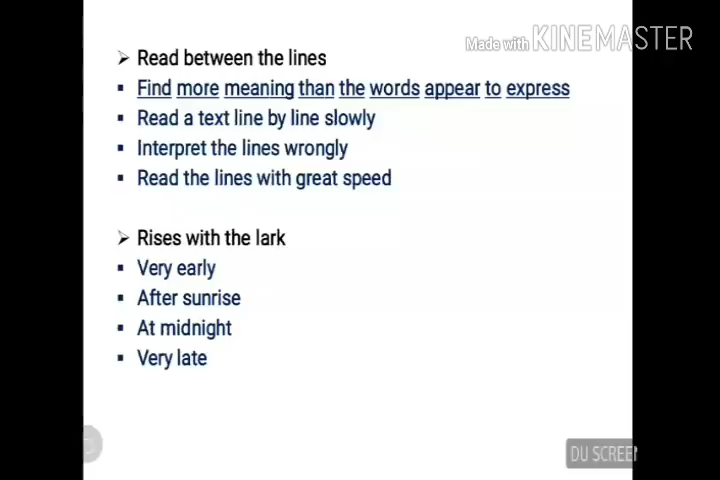 Made with KINEMASTER
Read between the lines
Find more meaning than the words appear to express
Read a text line by line slowly
Interpret the lines wrongly
Read the lines with great speed
Rises with the lark
Very early
After sunrise
At midnight
Very late
DU SCREEN